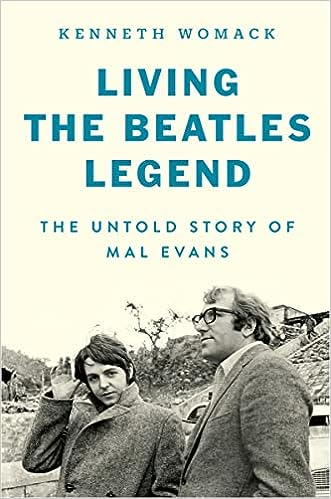 KENNETH WOMACK
LIVING
THE BEATLES
LEGEND
THE UNTOLD STORY OF
MAL EVANS